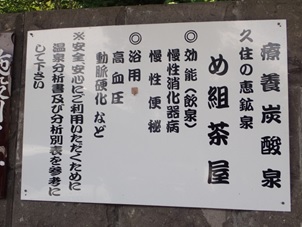 療養炭酸泉
久住の恵鉱泉
め組茶屋
◎効能（飲泉）
慢性消化器病
慢性便秘
◎浴用
高血圧
動脈硬化など
※安全安心にご利用いただくために
温泉分析書及び分析別表を参考に
して下さい